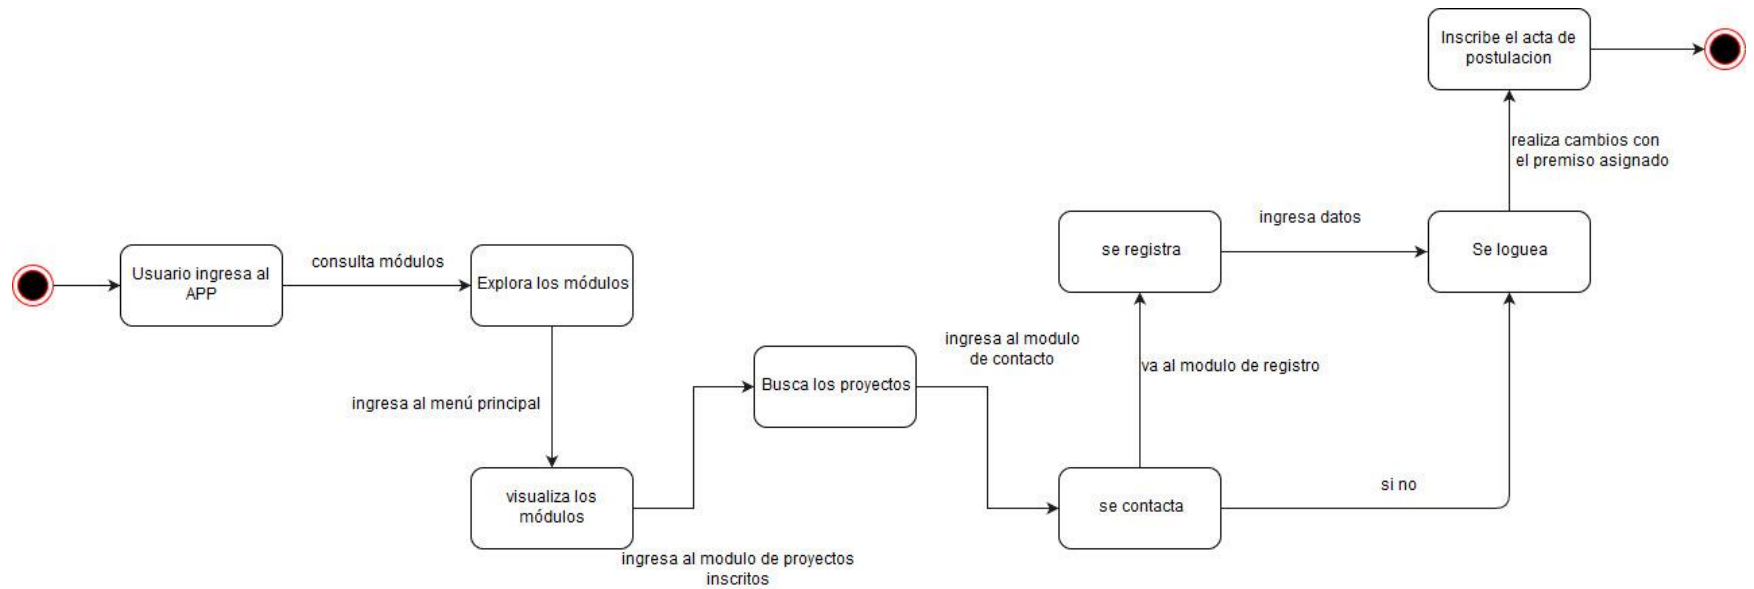 Usuario ingresa al
APP
consulta módulos
Explora los módulos
ingresa al menú principal
visualiza los
módulos
ingresa al modulo de proyectos
inscritos
Busca los proyectos
ingresa al modulo
de contacto
se contacta
va al modulo de registro
se registra
ingresa datos
si no
Se loguea
realiza cambios con
el premiso asignado
Inscribe el acta de
postulacion